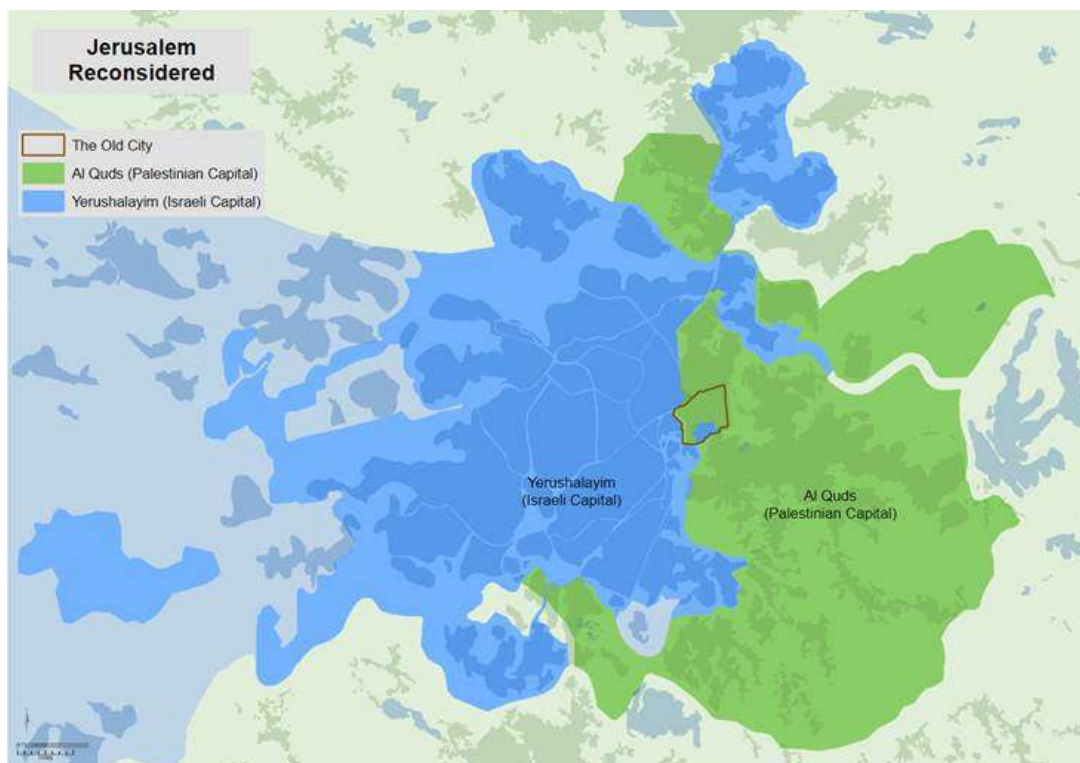 Jerusalem
Reconsidered
The Old City
Al Quds (Palestinian Capital)
Yerushalayim (Israeli Capital)
Yerushalayim
(Israeli Capital)
Al Quds
(Palestinian Capital)